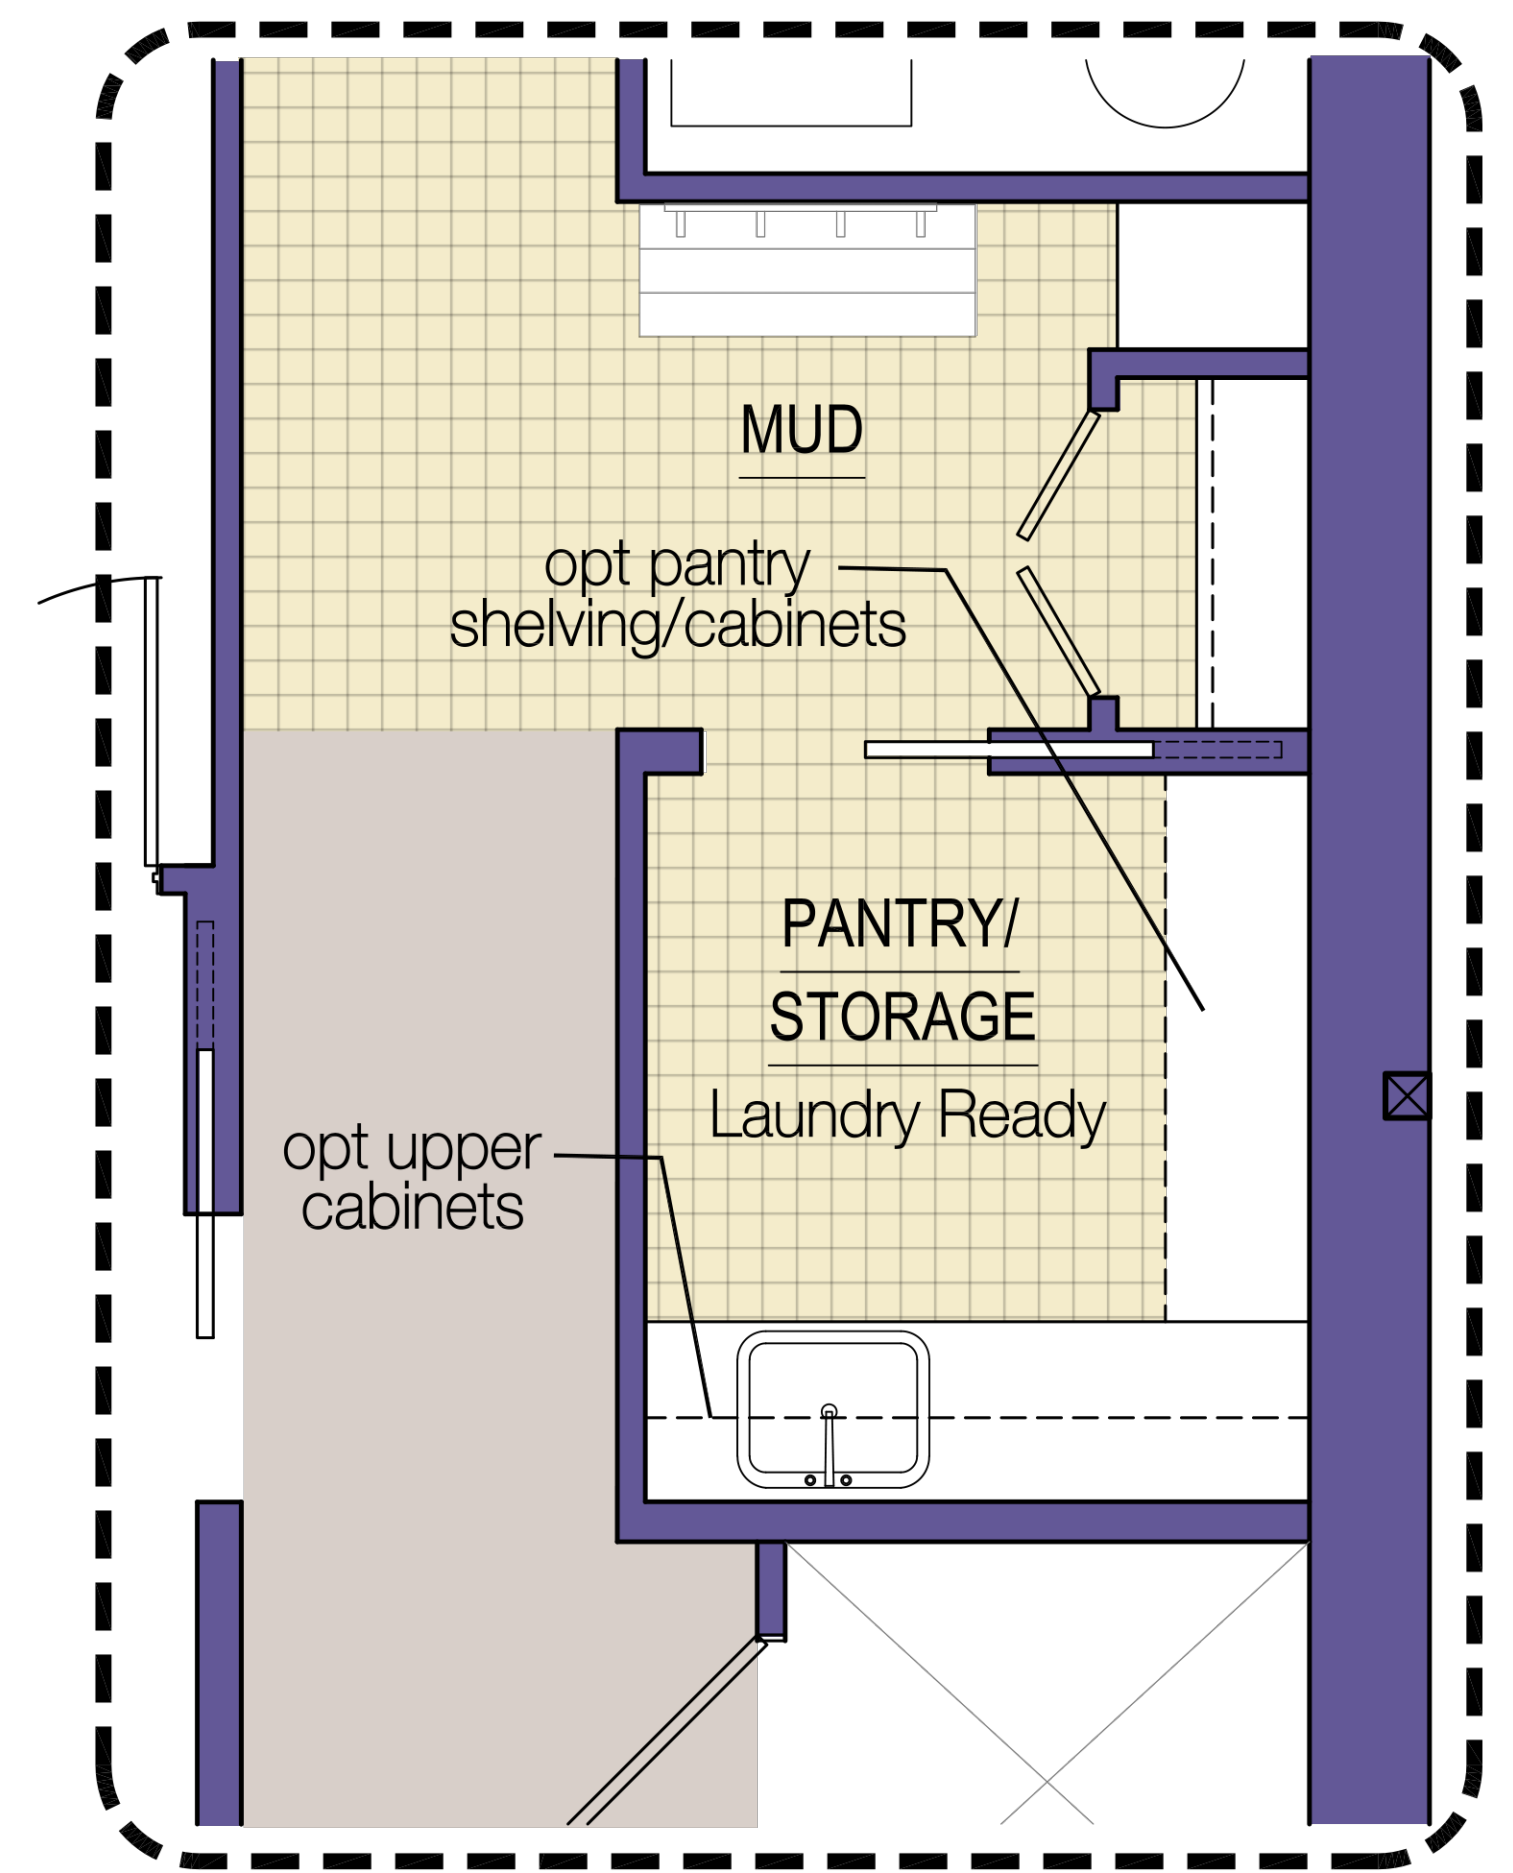 MUD
opt pantry
shelving/cabinets
PANTRY/
STORAGE
Laundry Ready
opt upper
cabinets